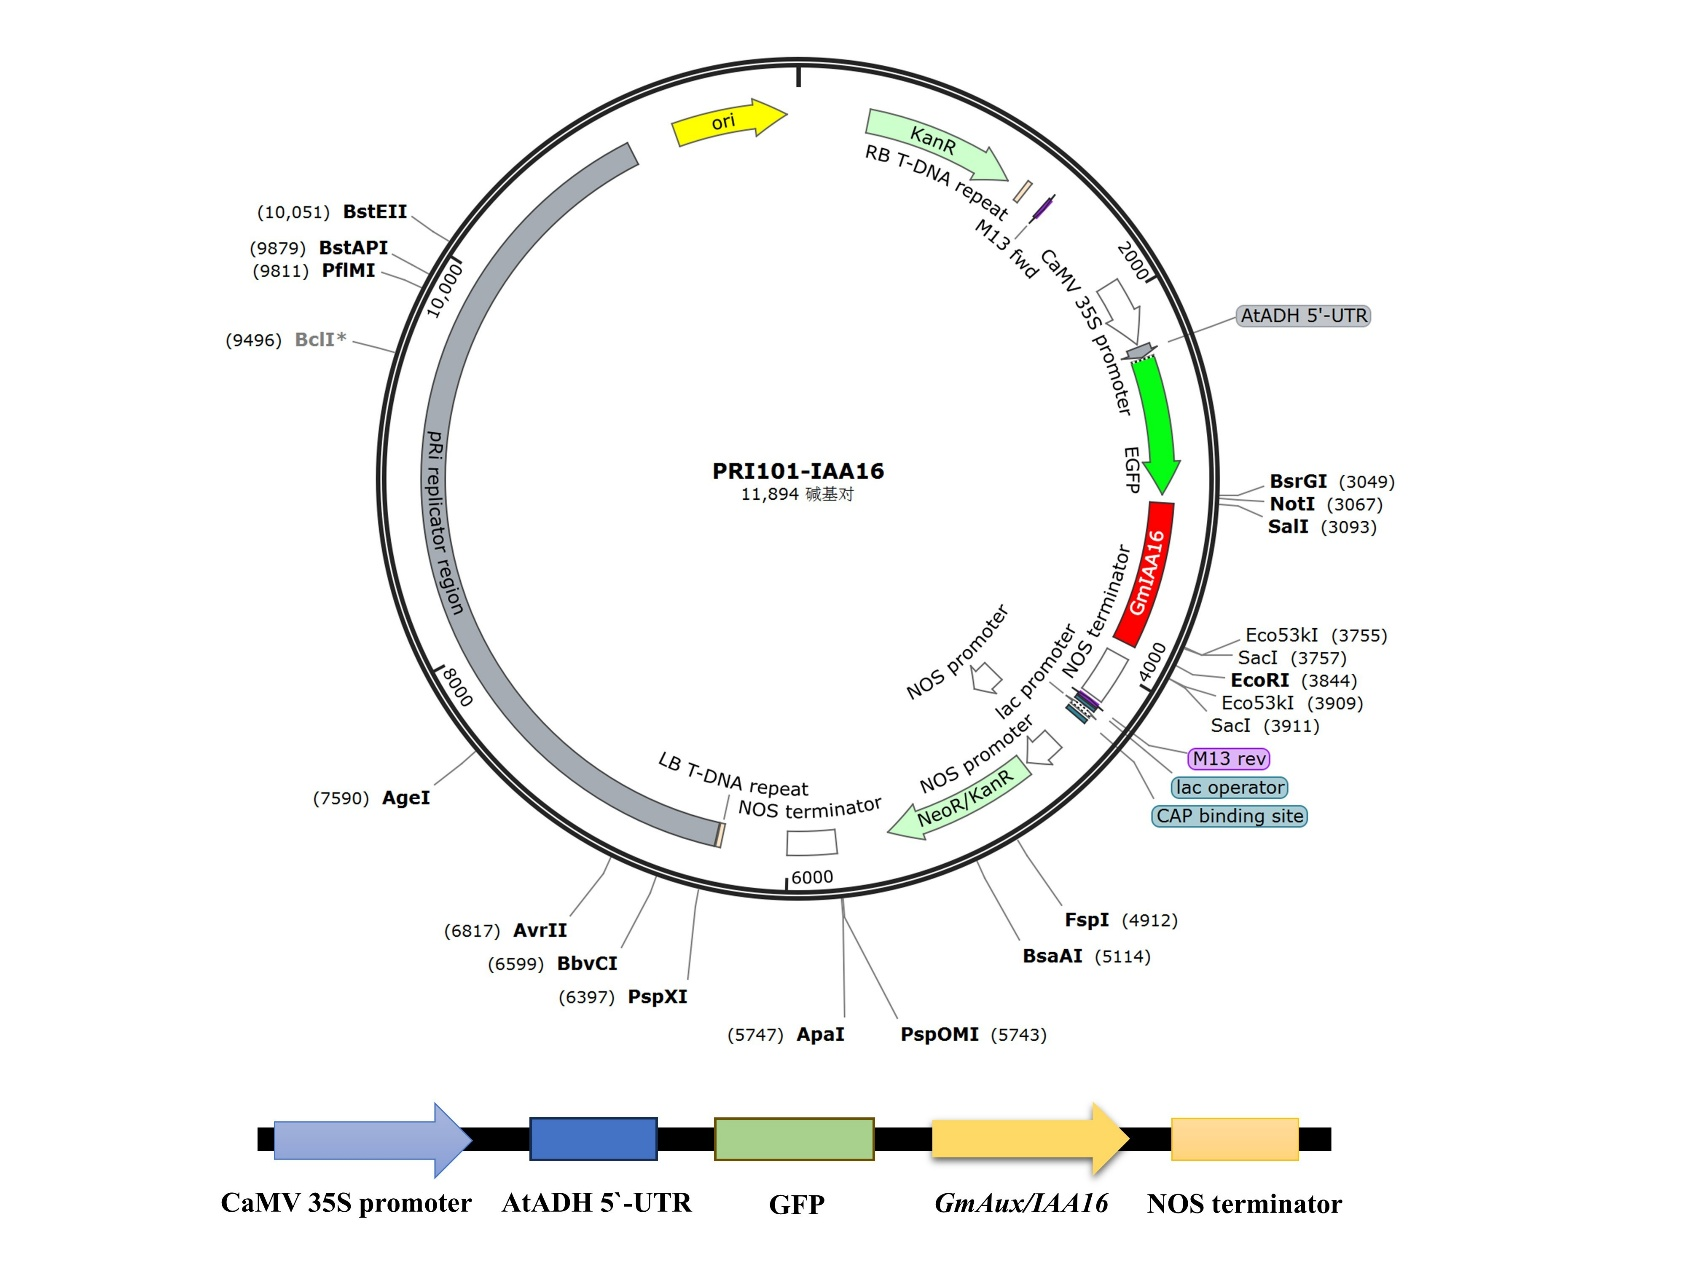 ori
KanR
RB T-DNA repeat
M13 fwd
CaMV 35S promoter
2000
AtADH 5'-UTR
EGFP
BsrGI (3049)
NotI (3067)
SalI (3093)
GmIAA16
NOS terminator
Eco53kI (3755)
SacI (3757)
EcoRI (3844)
Eco53kI (3909)
SacI (3911)
4000
M13 rev
lac operator
CAP binding site
lac promoter
NOS promoter
NOS promoter
NeoR/KanR
FspI (4912)
BsaAI (5114)
PspOMI (5743)
(5747) ApaI
6000
NOS terminator
LB T-DNA repeat
(6397) PspXI
(6599) BbvCI
(6817) AvrII
(7590) AgeI
8000
pRi replicator region
(9496) BclI*
10,000
(9811) PflMI
(9879) BstAPI
(10,051) BstEII
PRI101-IAA16
11,894 碱基对
CaMV 35S promoter AtADH 5`-UTR GFP GmAux/IAA16 NOS terminator